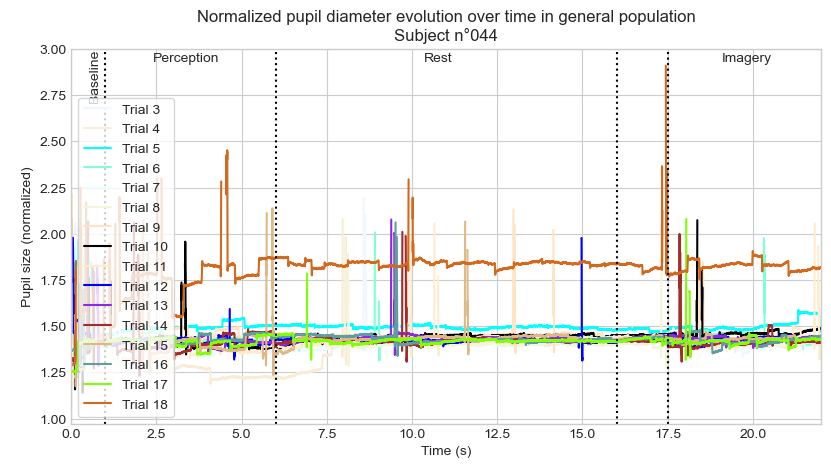 Normalized pupil diameter evolution over time in general population
Subject n°044
Baseline
Perception
Rest
Imagery
Pupil size (normalized)
3.00
2.75
2.50
2.25
2.00
1.75
1.50
1.25
1.00
Trial 3
Trial 4
Trial 5
Trial 6
Trial 7
Trial 8
Trial 9
Trial 10
Trial 11
Trial 12
Trial 13
Trial 14
Trial 15
Trial 16
Trial 17
Trial 18
0.0 2.5 5.0 7.5 10.0 12.5 15.0 17.5 20.0
Time (s)